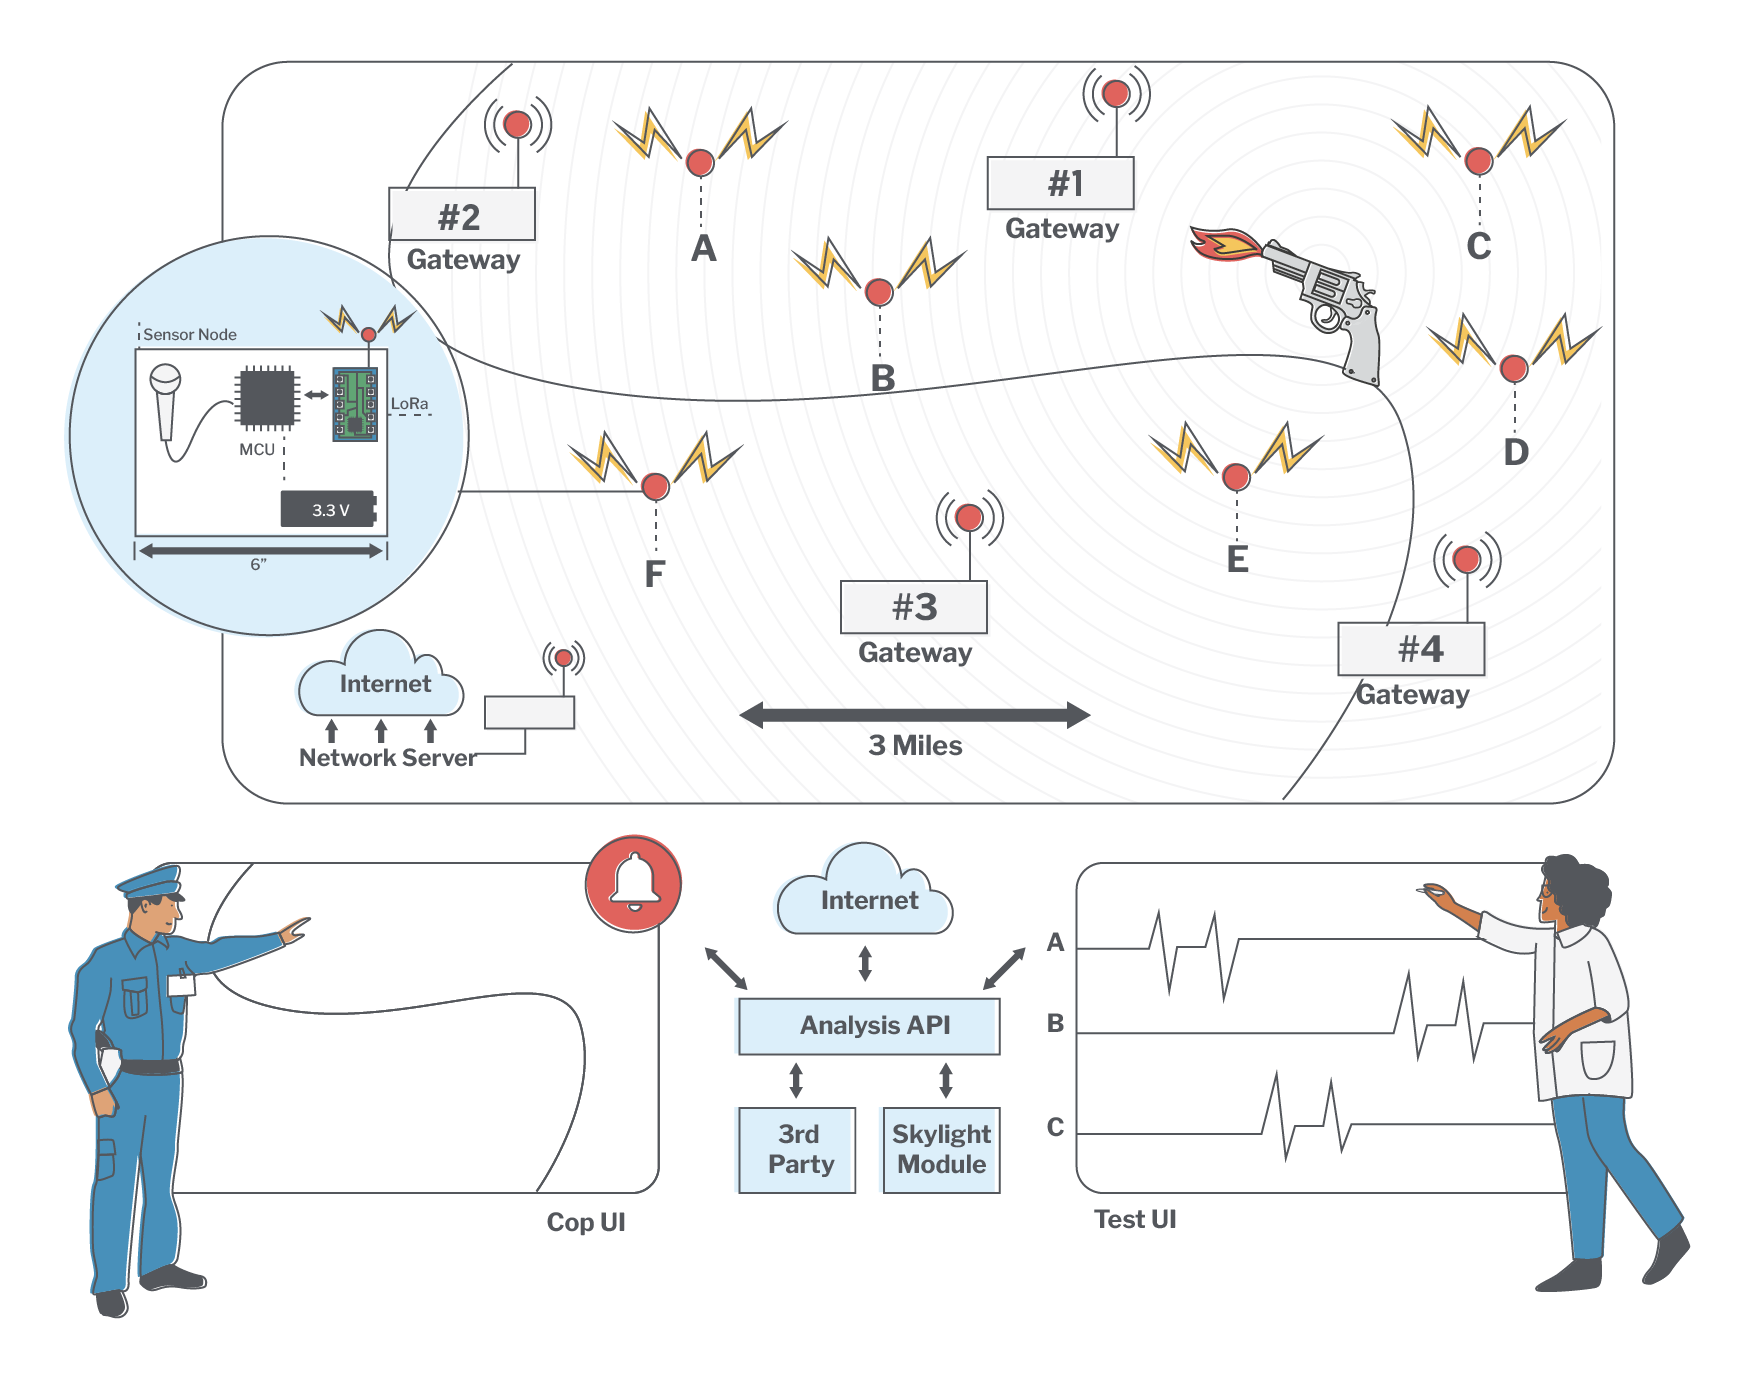 #1
#2
Gateway
A
Gateway
C
B
Sensor Node
LoRa
MCU
3.3 V
6”
D
E
F
#3
Gateway
#4
Gateway
Internet
Network Server
3 Miles
Internet
Analysis API
3rd
Party
Skylight
Module
Cop UI
A
B
C
Test UI